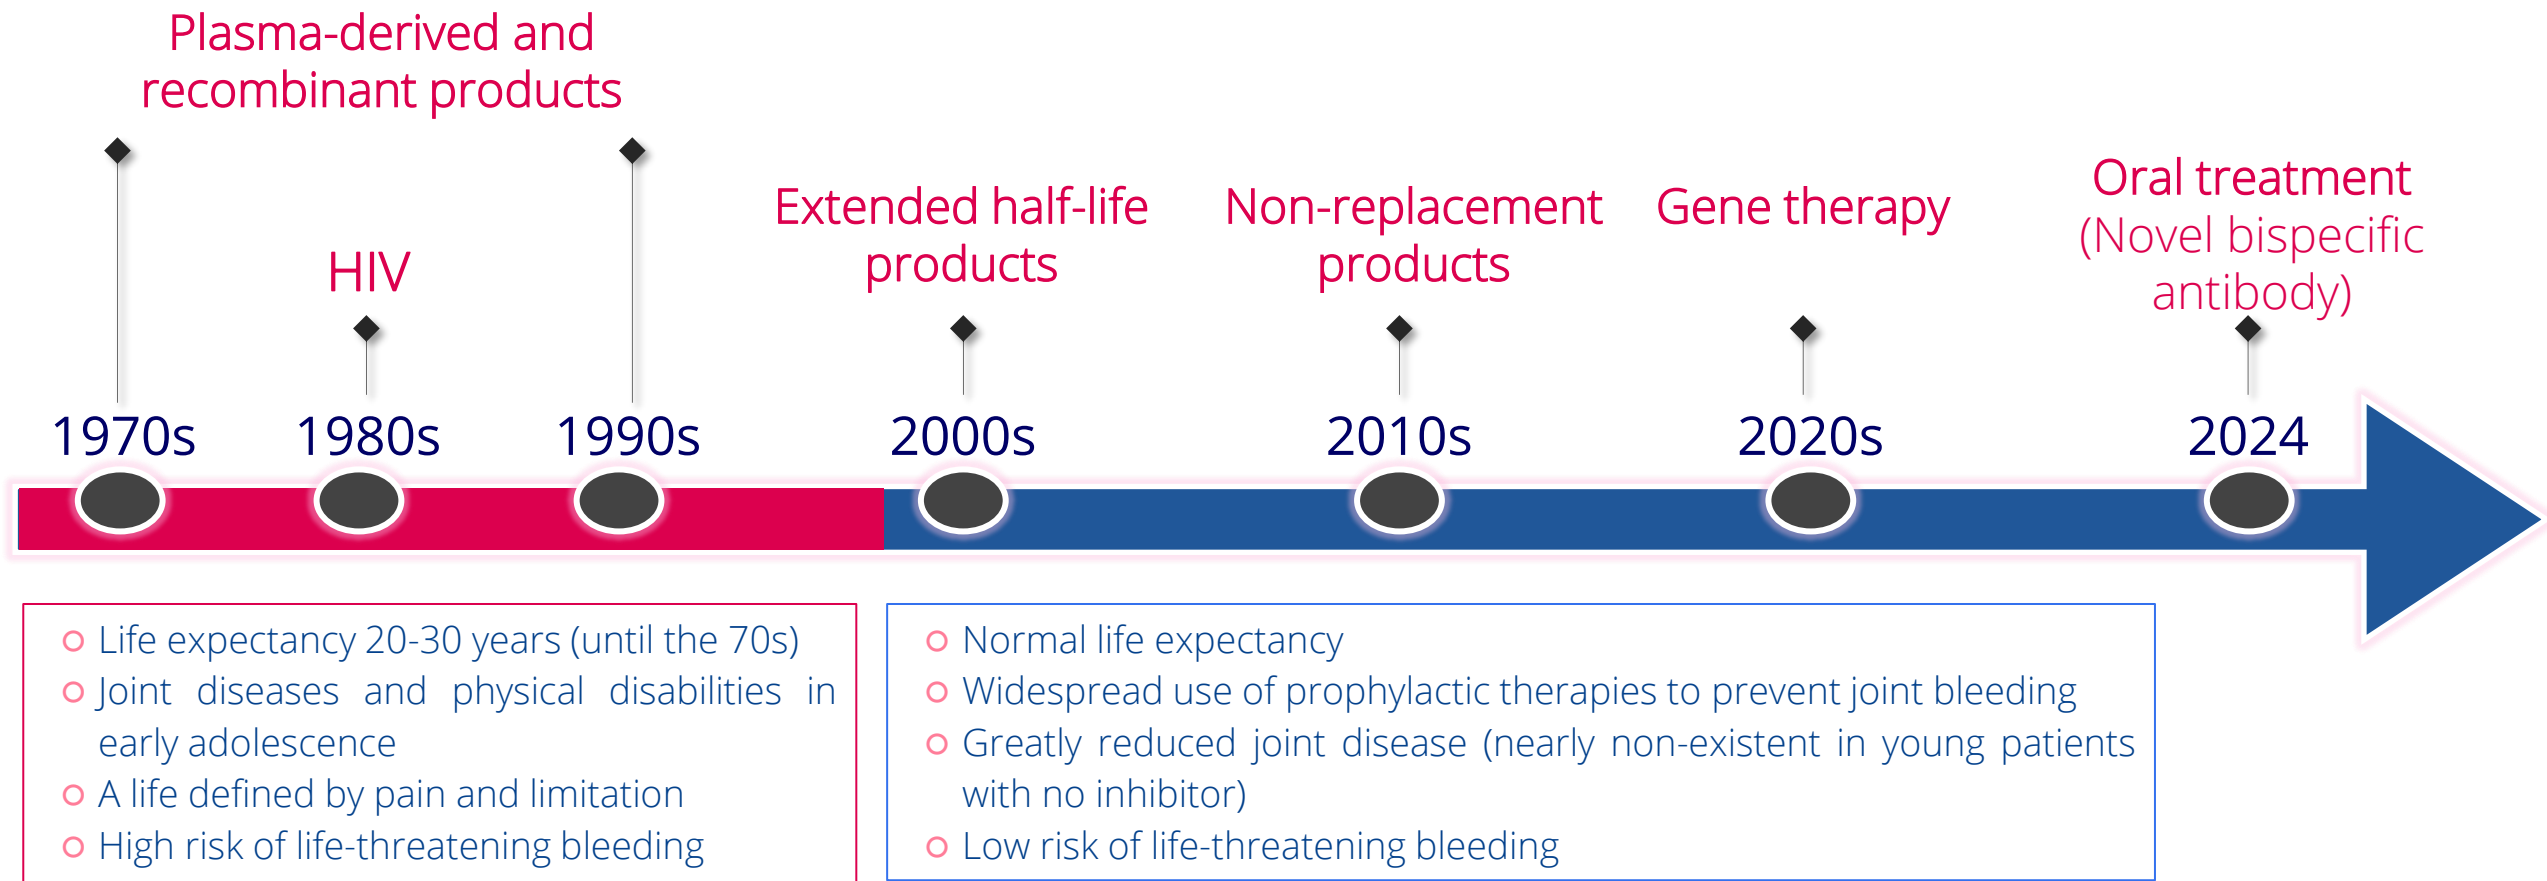 Plasma-derived and
recombinant products
HIV
Extended half-life
products
Non-replacement
products
Gene therapy
Oral treatment
(Novel bispecific
antibody)
1970s
1980s
1990s
2000s
2010s
2020s
2024
Life expectancy 20-30 years (until the 70s)
Joint diseases and physical disabilities in
early adolescence
A life defined by pain and limitation
High risk of life-threatening bleeding
Normal life expectancy
Widespread use of prophylactic therapies to prevent joint bleeding
Greatly reduced joint disease (nearly non-existent in young patients
with no inhibitor)
Low risk of life-threatening bleeding